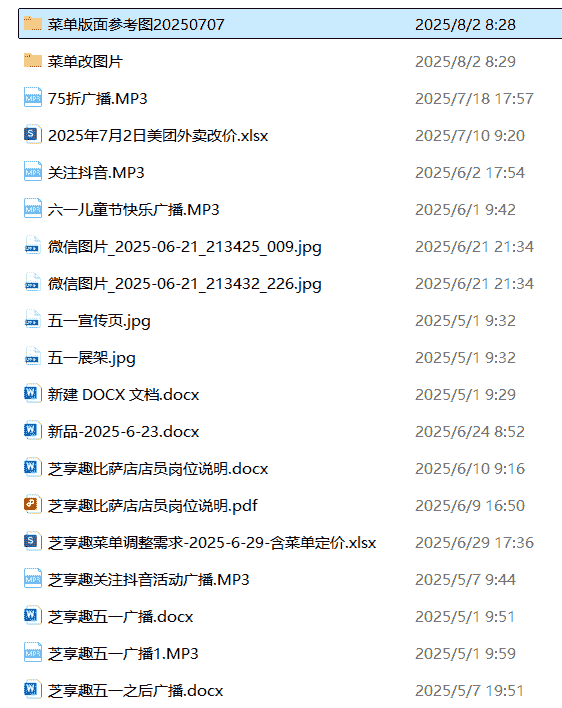 菜单版面参考图20250707 2025/8/2 8:28
菜单改图片 2025/8/2 8:29
75折广播.MP3 2025/7/18 17:57
2025年7月2日美团外卖改价.xlsx 2025/7/10 9:20
关注抖音.MP3 2025/6/2 17:54
六一儿童节快乐广播.MP3 2025/6/1 9:42
微信图片_2025-06-21_213425_009.jpg 2025/6/21 21:34
微信图片_2025-06-21_213432_226.jpg 2025/6/21 21:34
五一宣传页.jpg 2025/5/1 9:32
五一展架.jpg 2025/5/1 9:32
新建 DOCX 文档.docx 2025/5/1 9:29
新品-2025-6-23.docx 2025/6/24 8:52
芝享趣比萨店店员岗位说明.docx 2025/6/10 9:16
芝享趣比萨店店员岗位说明.pdf 2025/6/9 16:50
芝享趣菜单调整需求-2025-6-29-含菜单定价.xlsx 2025/6/29 17:36
芝享趣关注抖音活动广播.MP3 2025/5/7 9:44
芝享趣五一广播.docx 2025/5/1 9:51
芝享趣五一广播1.MP3 2025/5/1 9:59
芝享趣五一之后广播.docx 2025/5/7 19:51